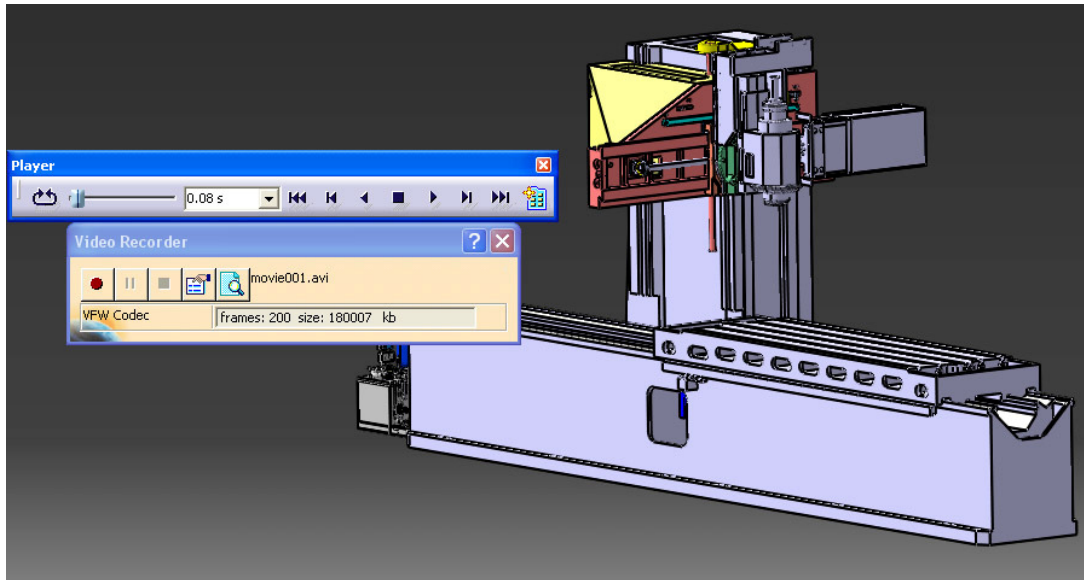 Player
0.08 s
Video Recorder
?
movie001.avi
VFW Codec
frames: 200 size: 180007 kb